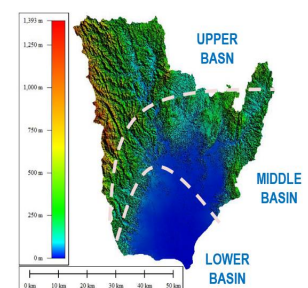 1,393 m
1,250 m
1,000 m
750 m
500 m
250 m
0 m
UPPER
BASN
MIDDLE
BASIN
LOWER
BASIN
0 km 10 km 20 km 30 km 40 km 50 km